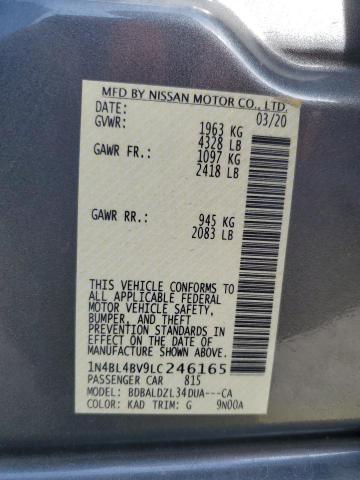 MFD BY NISSAN MOTOR CO., LTD.
DATE: 03/20
GVWR: 1963 KG
4328 LB
GAWR FR.: 1097 KG
2418 LB
GAWR RR.: 945 KG
2083 LB
THIS VEHICLE CONFORMS TO
ALL APPLICABLE FEDERAL
MOTOR VEHICLE SAFETY,
BUMPER, AND THEFT
PREVENTION STANDARDS IN
EFFECT ON THE DATE OF
MANUFACTURE SHOWN ABOVE.
1N4BL4BV9LC246165
PASSENGER CAR 815
MODEL: BDBALDZL34DUA---CA
COLOR: KAD TRIM: G 9N00A